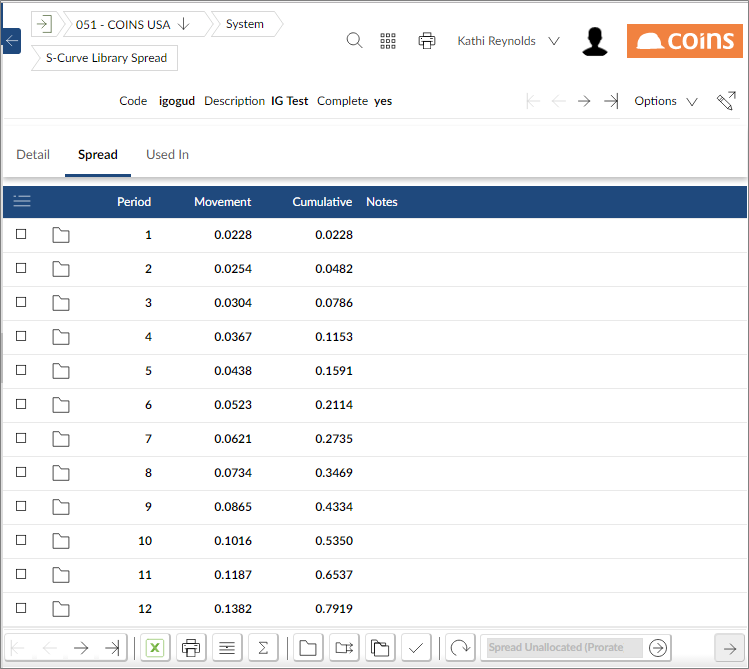 051 - COINS USA
System
S-Curve Library Spread
Kathi Reynolds
coins
Code igogud Description IG Test Complete yes
Options
Detail Spread Used In
Period Movement Cumulative Notes
1 0.0228 0.0228
2 0.0254 0.0482
3 0.0304 0.0786
4 0.0367 0.1153
5 0.0438 0.1591
6 0.0523 0.2114
7 0.0621 0.2735
8 0.0734 0.3469
9 0.0865 0.4334
10 0.1016 0.5350
11 0.1187 0.6537
12 0.1382 0.7919
X
Σ
Spread Unallocated (Prorate